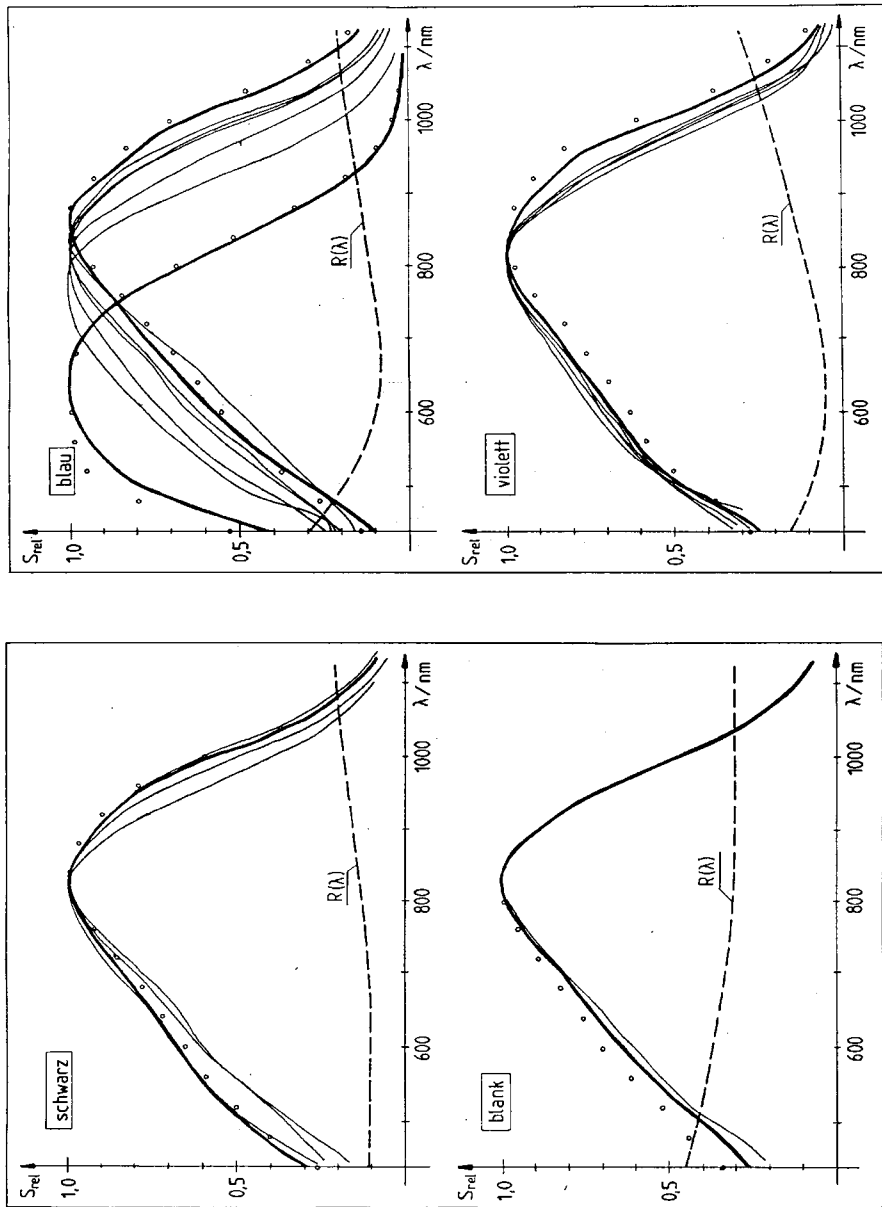 S_rel
schwarz
1,0
0,5
R(λ)
600
800
1000
λ/nm
S_rel
blank
1,0
0,5
R(λ)
600
800
1000
λ/nm
S_rel
blau
1,0
0,5
R(λ)
600
800
1000
λ/nm
S_rel
violett
1,0
0,5
R(λ)
600
800
1000
λ/nm